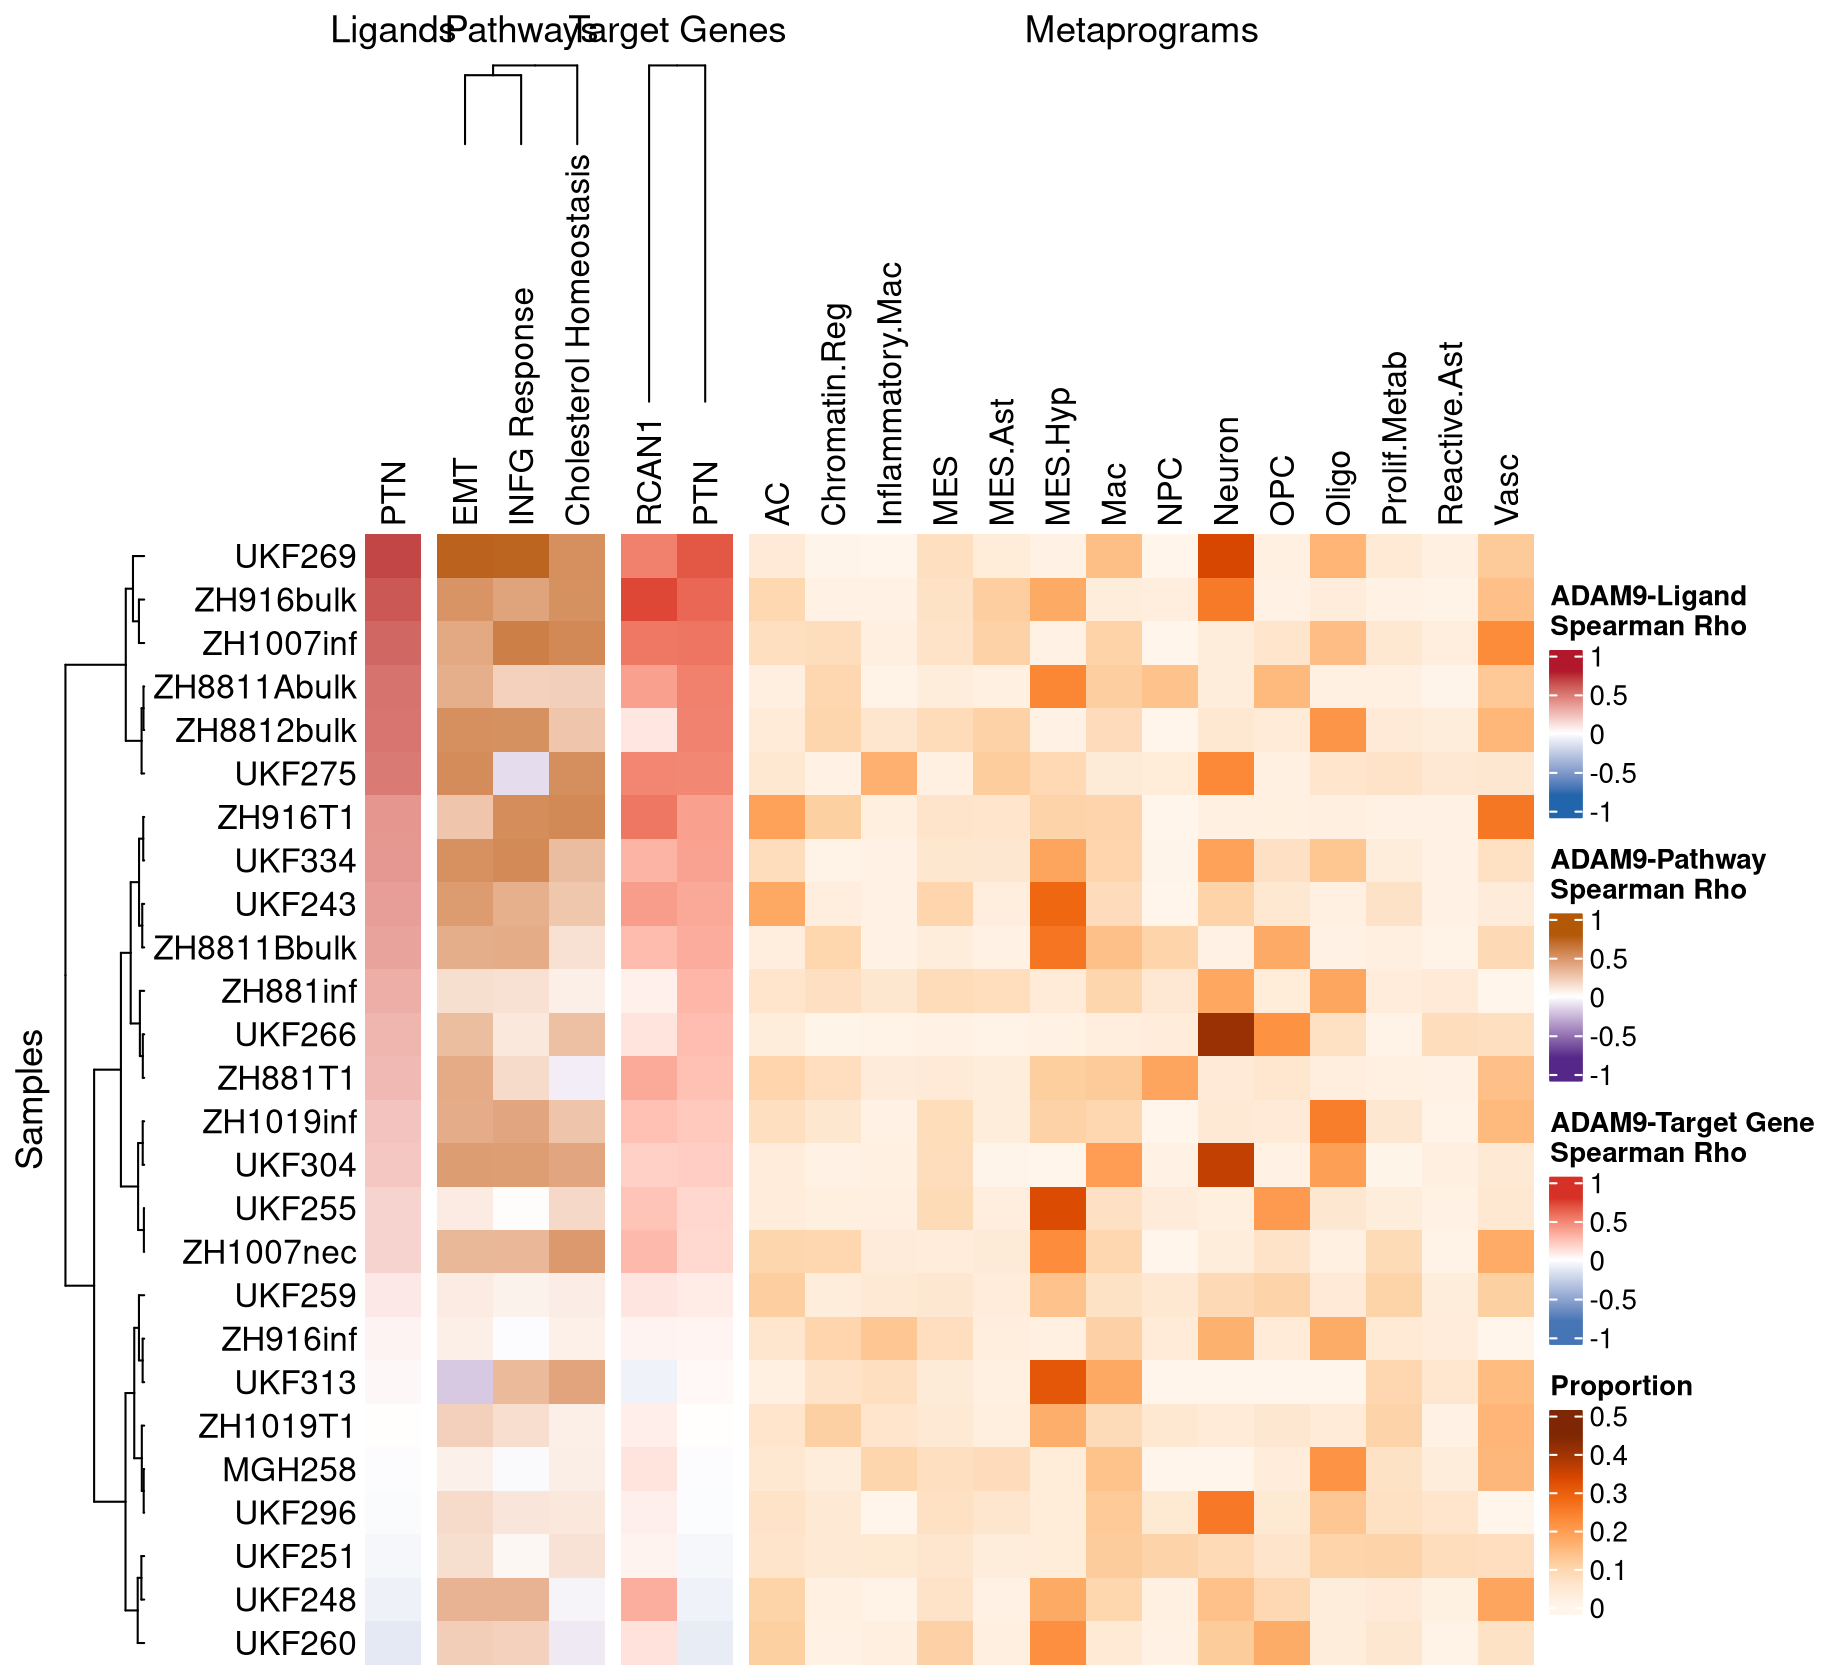 Ligands Pathways Target Genes Metaprograms
PTN
EMT
INFG Response
Cholesterol Homeostasis
RCAN1
PTN
AC
Chromatin.Reg
Inflammatory.Mac
MES
MES.Ast
MES.Hyp
Mac
NPC
Neuron
OPC
Oligo
Prolif.Metab
Reactive.Ast
Vasc
Samples
UKF269
ZH916bulk
ZH1007inf
ZH8811Abulk
ZH8812bulk
UKF275
ZH916T1
UKF334
UKF243
ZH8811Bbulk
ZH881inf
UKF266
ZH881T1
ZH1019inf
UKF304
UKF255
ZH1007nec
UKF259
ZH916inf
UKF313
ZH1019T1
MGH258
UKF296
UKF251
UKF248
UKF260
ADAM9-Ligand
Spearman Rho
1
0.5
0
-0.5
-1
ADAM9-Pathway
Spearman Rho
1
0.5
0
-0.5
-1
ADAM9-Target Gene
Spearman Rho
1
0.5
0
-0.5
-1
Proportion
0.5
0.4
0.3
0.2
0.1
0